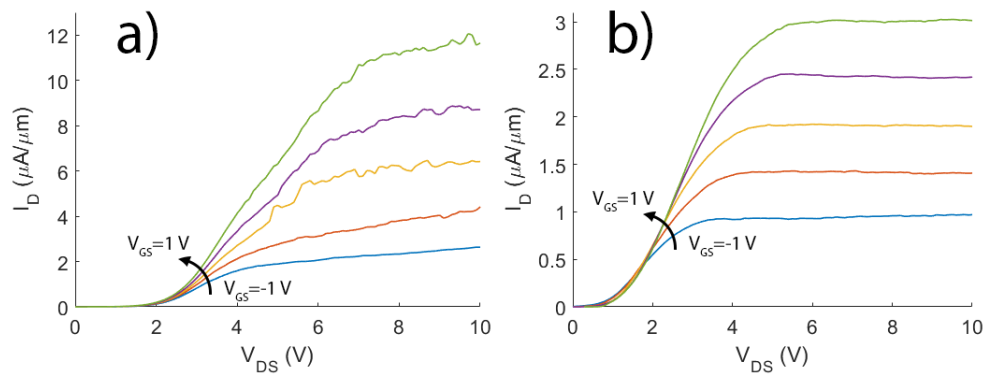 a)
12
10
8
6
4
2
0
I_D (μA/μm)
V_GS=1 V
V_GS=-1 V
0 2 4 6 8 10
V_DS (V)
b)
3
2.5
2
1.5
1
0.5
0
I_D (μA/μm)
V_GS=1 V
V_GS=-1 V
0 2 4 6 8 10
V_DS (V)